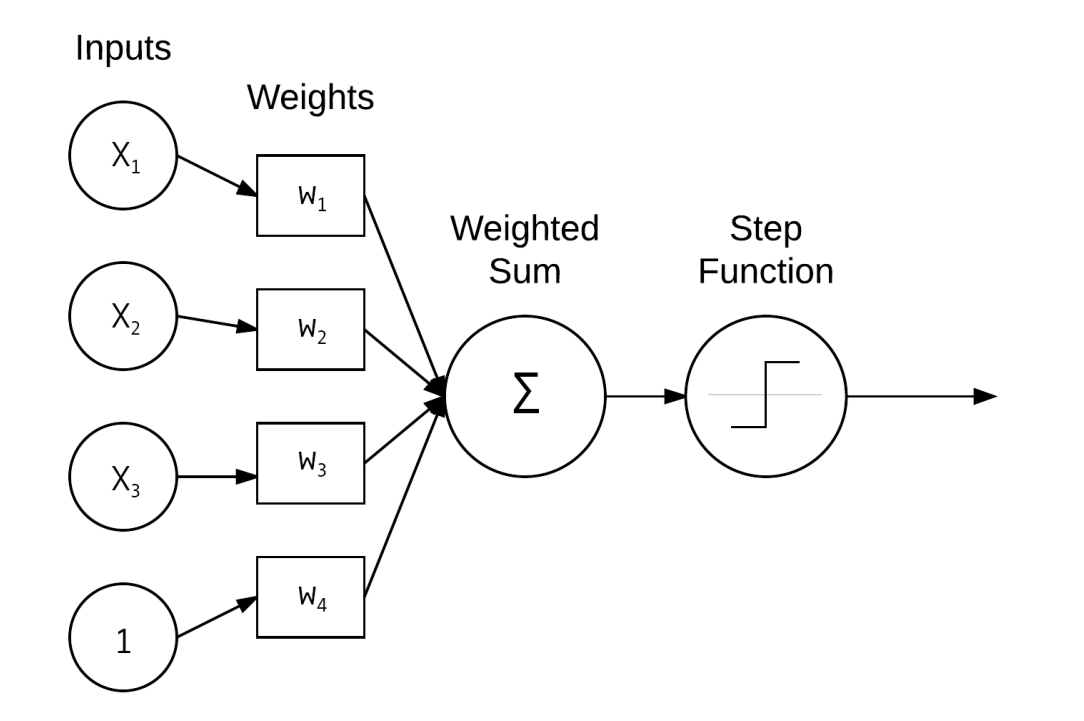 Inputs
Weights
X₁
W₁
Weighted
Sum
Step
Function
X₂
W₂
Σ
X₃
W₃
1
W₄